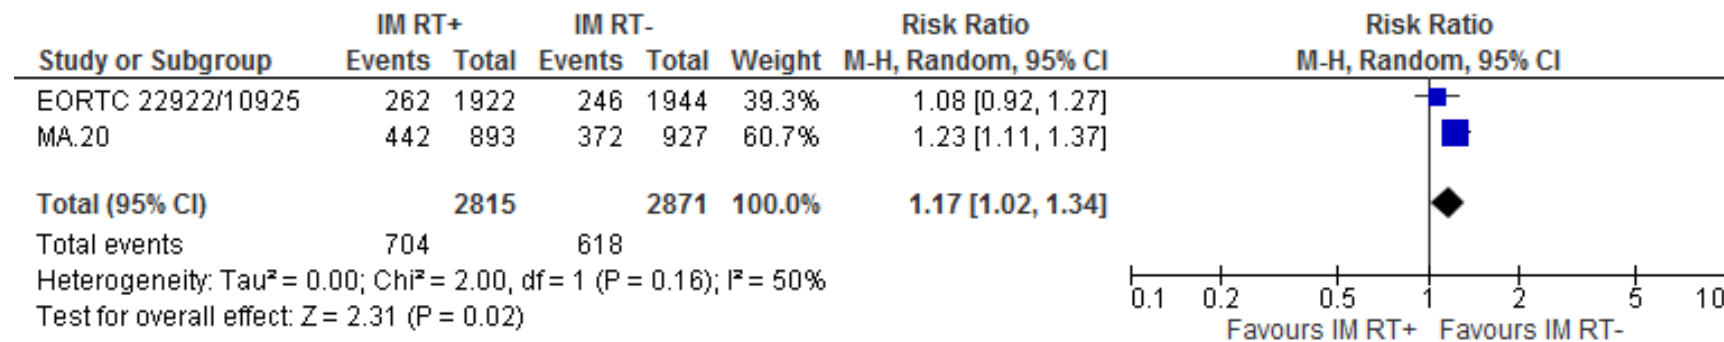 IM RT+ IM RT- Risk Ratio Risk Ratio
Study or Subgroup Events Total Events Total Weight M-H, Random, 95% CI M-H, Random, 95% CI
EORTC 22922/10925 262 1922 246 1944 39.3% 1.08 [0.92, 1.27]
MA.20 442 893 372 927 60.7% 1.23 [1.11, 1.37]
Total (95% CI) 2815 2871 100.0% 1.17 [1.02, 1.34]
Total events 704 618
Heterogeneity: Tau² = 0.00; Chi² = 2.00, df = 1 (P = 0.16); I² = 50%
Test for overall effect: Z = 2.31 (P = 0.02)
0.1 0.2 0.5 1 2 5 10
Favours IM RT+ Favours IM RT-